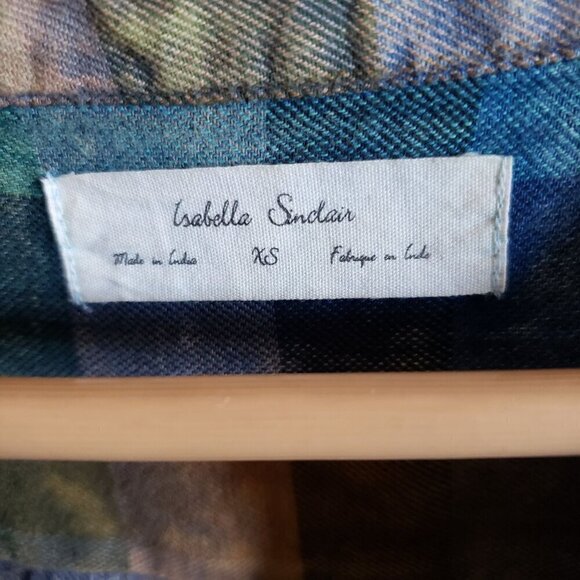 Isabella Sinclair
Made in India XS Fabrique en Inde